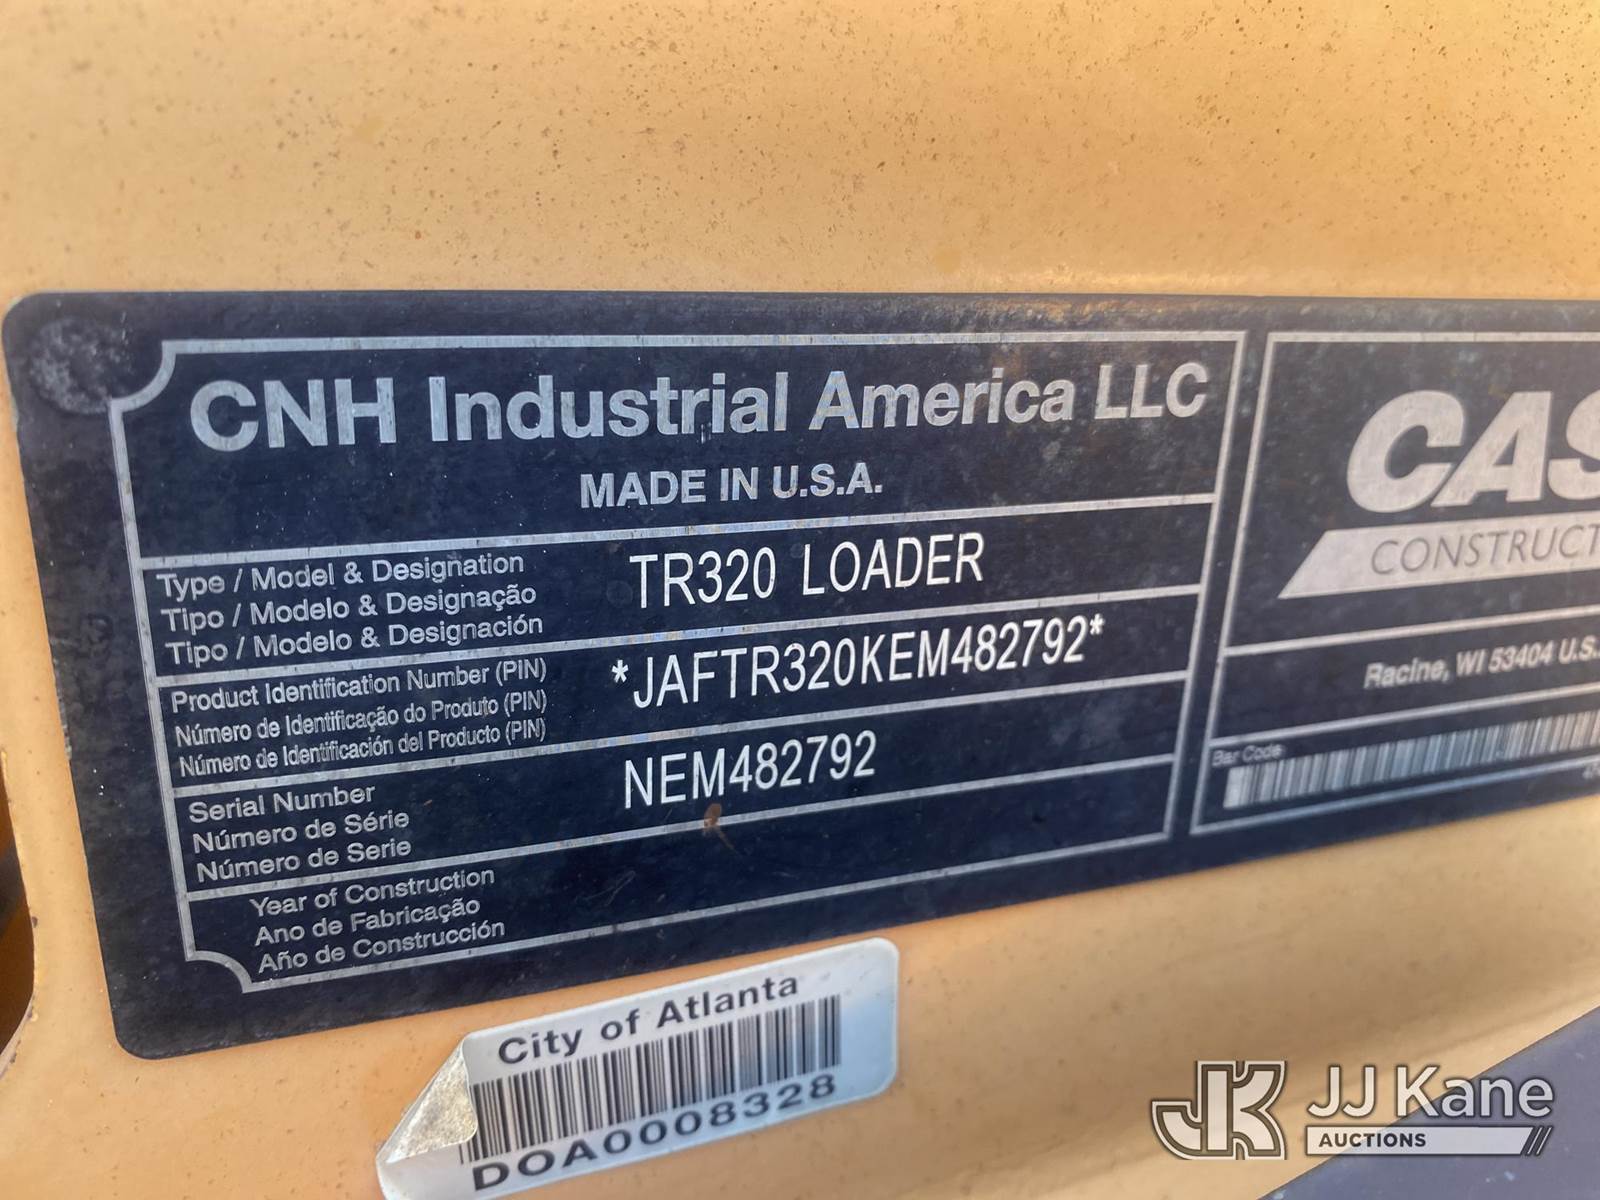 CNH Industrial America LLC
MADE IN U.S.A.
Type / Model & Designation
Tipo / Modelo & Designação
Tipo / Modelo & Designación
TR320 LOADER
Product Identification Number (PIN)
Número de Identificação do Produto (PIN)
Número de Identificación del Producto (PIN)
*JAFTR320KEM482792*
Serial Number
Número de Série
Número de Serie
NEM482792
Year of Construction
Ano de Fabricação
Año de Construcción
CAS
CONSTRUCT
Racine, WI 53404 U.S.
Bar Code
City of Atlanta
DOA0008328
JK JJ Kane
AUCTIONS